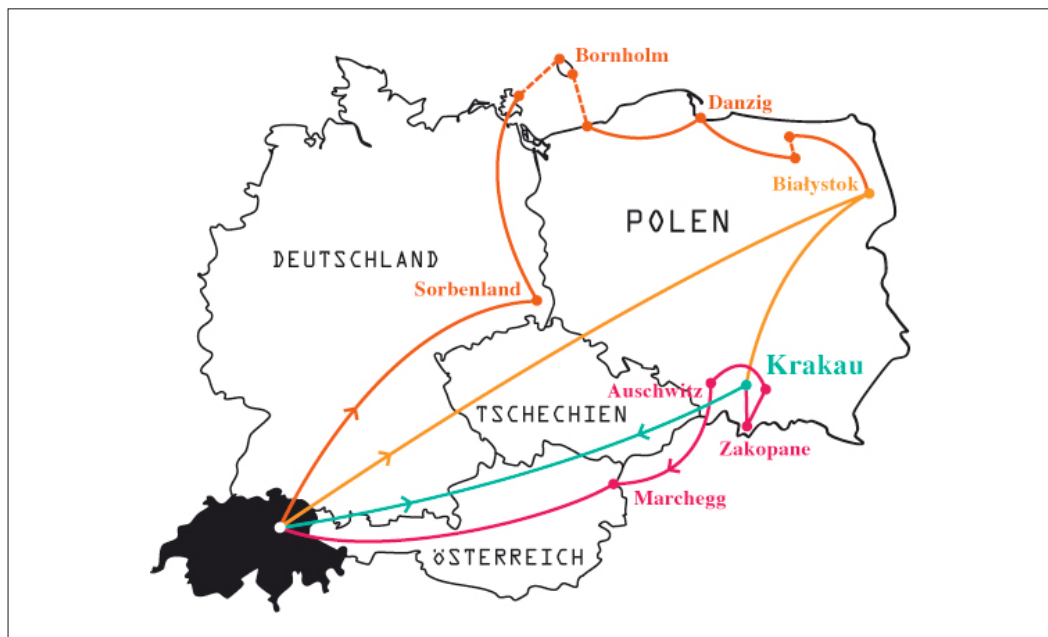 Bornholm
Danzig
Białystok
POLEN
DEUTSCHLAND
Sorbenland
Krakau
Auschwitz
TSCHECHIEN
Zakopane
Marchegg
ÖSTERREICH